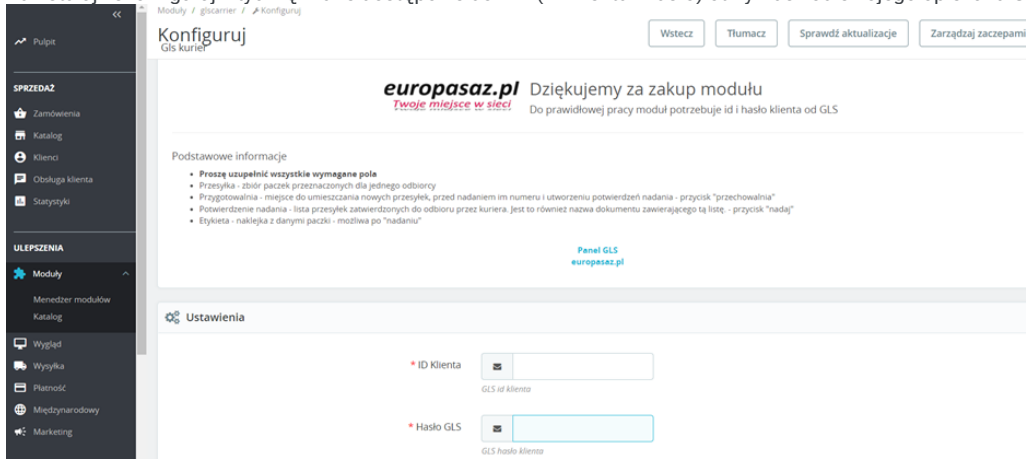 Moduły / glscarrier / Konfiguruj
Konfiguruj
Gls kurier
Wstecz
Tłumacz
Sprawdź aktualizacje
Zarządzaj zaczepami
Pulpit
SPRZEDAŻ
Zamówienia
Katalog
Klienci
Obsługa klienta
Statystyki
ULEPSZENIA
Moduły
Menedżer modułów
Katalog
Wygląd
Wysyłka
Płatność
Międzynarodowy
Marketing
europasaz.pl
Twoje miejsce w sieci
Dziękujemy za zakup modułu
Do prawidłowej pracy moduł potrzebuje id i hasło klienta od GLS
Podstawowe informacje
Proszę uzupełnić wszystkie wymagane pola
Przesyłka - zbiór paczek przeznaczonych dla jednego odbiorcy
Przygotowalnia - miejsce do umieszczania nowych przesyłek, przed nadaniem im numeru i utworzeniu potwierdzeń nadania - przycisk "przechowalnia"
Potwierdzenie nadania - lista przesyłek zatwierdzonych do odbioru przez kuriera. Jest to również nazwa dokumentu zawierającego tą listę. - przycisk "nadaj"
Etykieta - naklejka z danymi paczki - możliwa po "nadaniu"
Panel GLS
europasaz.pl
Ustawienia
* ID Klienta
GLS id klienta
* Hasło GLS
GLS hasło klienta